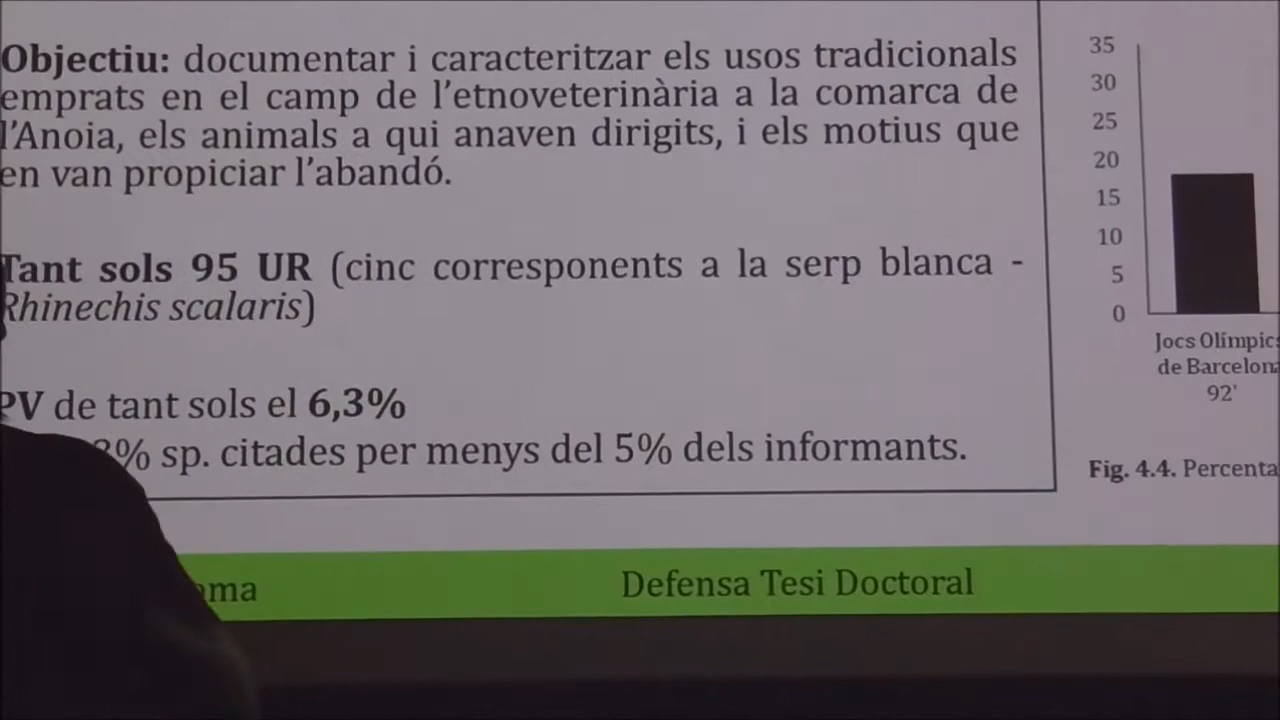 Objectiu: documentar i caracteritzar els usos tradicionals
emprats en el camp de l'etnoveterinària a la comarca de
l'Anoia, els animals a qui anaven dirigits, i els motius que
en van propiciar l'abandó.
Tant sols 95 UR (cinc corresponents a la serp blanca -
Rhinechis scalaris)
PV de tant sols el 6,3%
% sp. citades per menys del 5% dels informants.
35
30
25
20
15
10
5
0
Jocs Olímpics
de Barcelona
92'
Fig. 4.4.
Defensa Tesi Doctoral